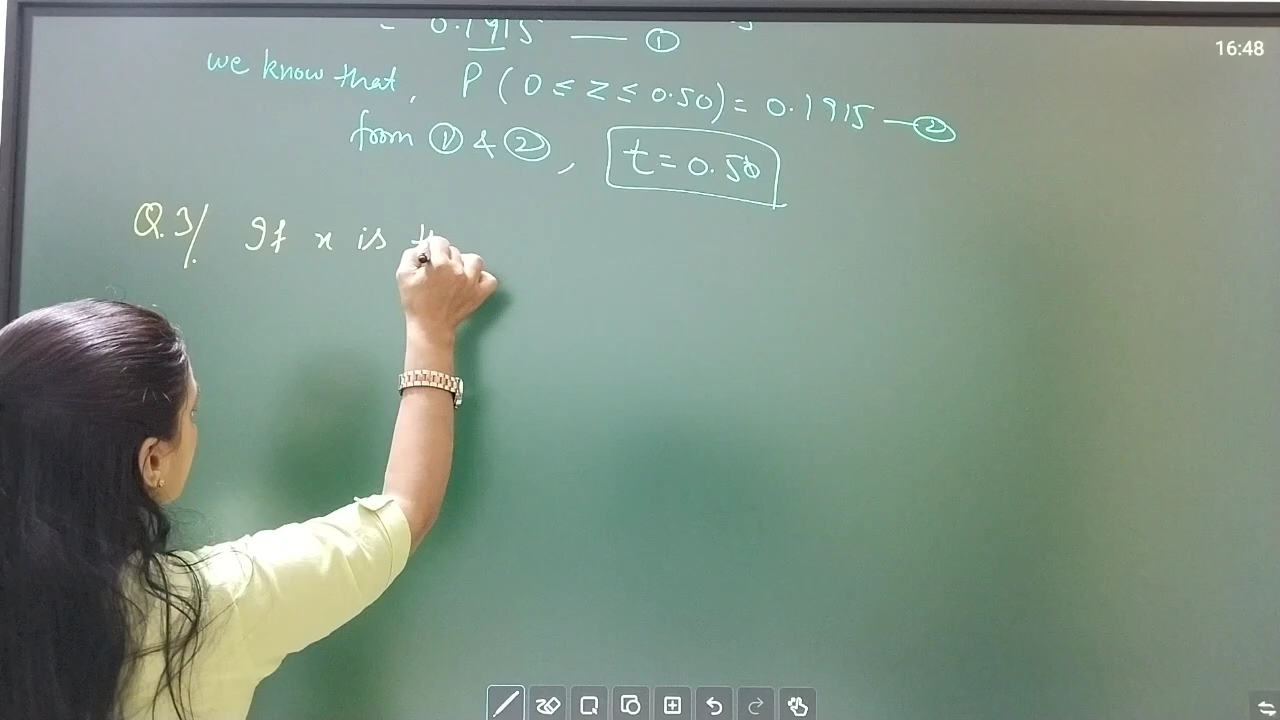 = 0.1915 — ①
16:48
we know that, P(0 ≤ z ≤ 0.50) = 0.1915 — ②
from ① & ②, t = 0.50
Q.3/. If x is